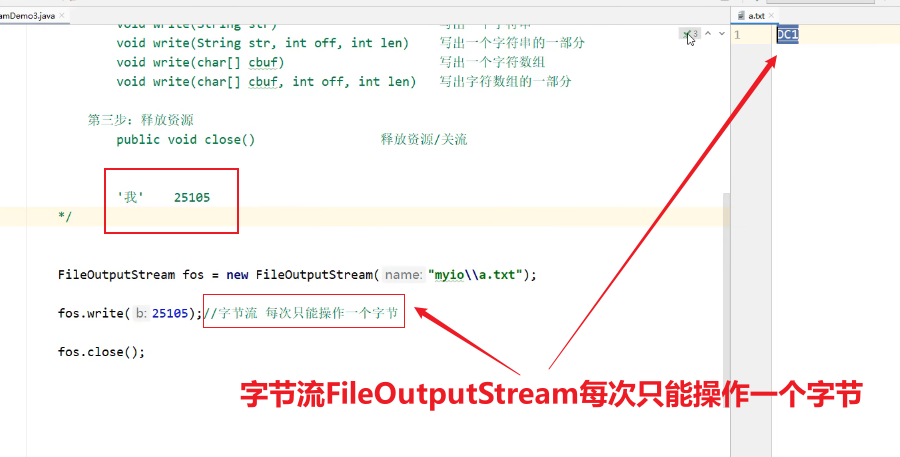 amDemo3.java
a.txt
void write(String str) 写出一个字符串
void write(String str, int off, int len) 写出一个字符串的一部分
void write(char[] cbuf) 写出一个字符数组
void write(char[] cbuf, int off, int len) 写出字符数组的一部分
第三步：释放资源
public void close() 释放资源/关流
'我' 25105
*/
FileOutputStream fos = new FileOutputStream( name: "myio\\a.txt");
fos.write( b: 25105);//字节流 每次只能操作一个字节
fos.close();
3
1
DC1
字节流FileOutputStream每次只能操作一个字节